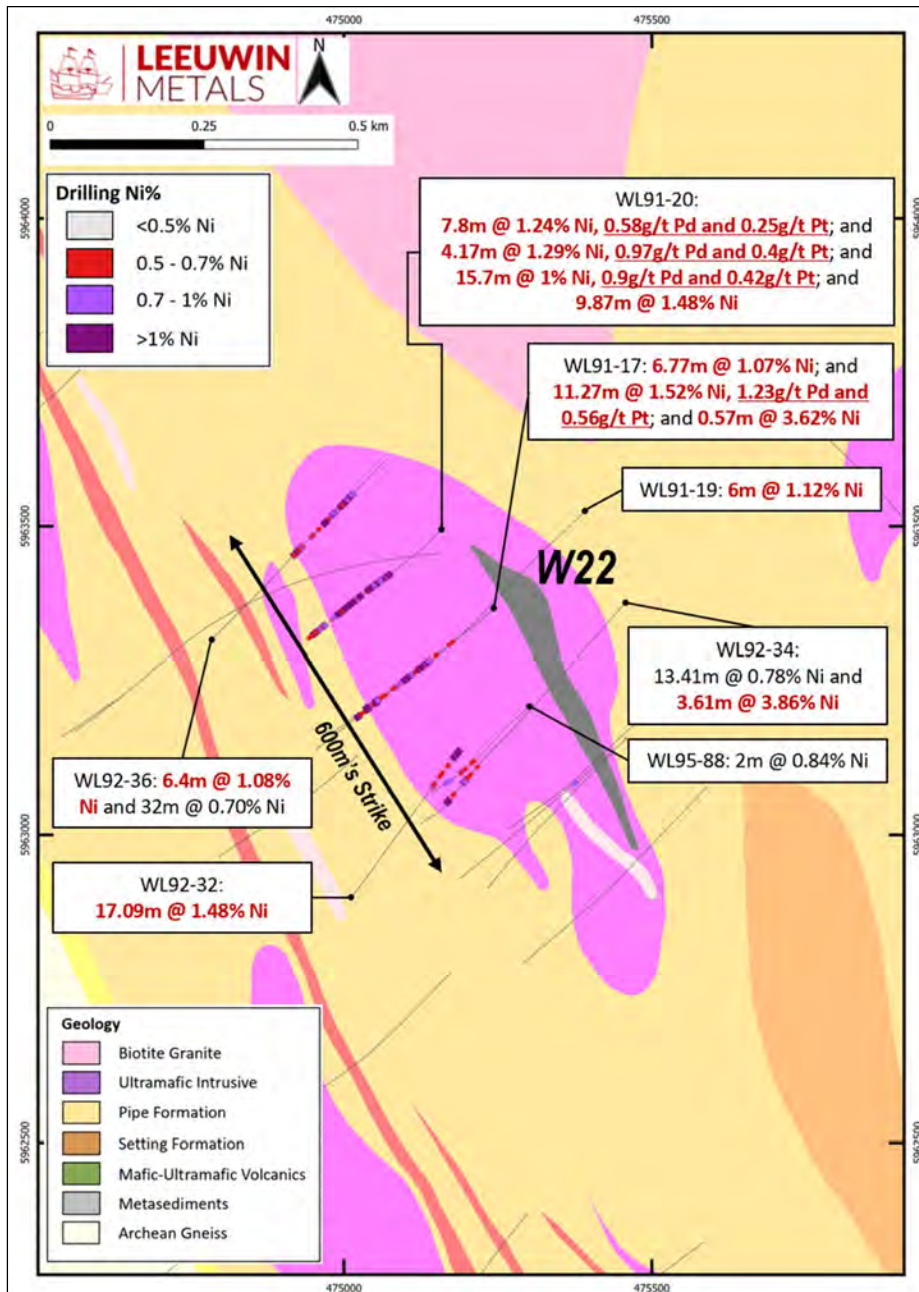 475000
475500
LEEUWIN
METALS
N
0
0.25
0.5 km
5964000
5964000
Drilling Ni%
<0.5% Ni
0.5 - 0.7% Ni
0.7 - 1% Ni
>1% Ni
WL91-20:
7.8m @ 1.24% Ni, 0.58g/t Pd and 0.25g/t Pt; and
4.17m @ 1.29% Ni, 0.97g/t Pd and 0.4g/t Pt; and
15.7m @ 1% Ni, 0.9g/t Pd and 0.42g/t Pt; and
9.87m @ 1.48% Ni
WL91-17: 6.77m @ 1.07% Ni; and
11.27m @ 1.52% Ni, 1.23g/t Pd and
0.56g/t Pt; and 0.57m @ 3.62% Ni
WL91-19: 6m @ 1.12% Ni
5963500
5963500
W22
WL92-34:
13.41m @ 0.78% Ni and
3.61m @ 3.86% Ni
WL95-88: 2m @ 0.84% Ni
600m's Strike
WL92-36: 6.4m @ 1.08%
Ni and 32m @ 0.70% Ni
5963000
5963000
WL92-32:
17.09m @ 1.48% Ni
Geology
Biotite Granite
Ultramafic Intrusive
Pipe Formation
Setting Formation
Mafic-Ultramafic Volcanics
Metasediments
Archean Gneiss
5962500
5962500
475000
475500